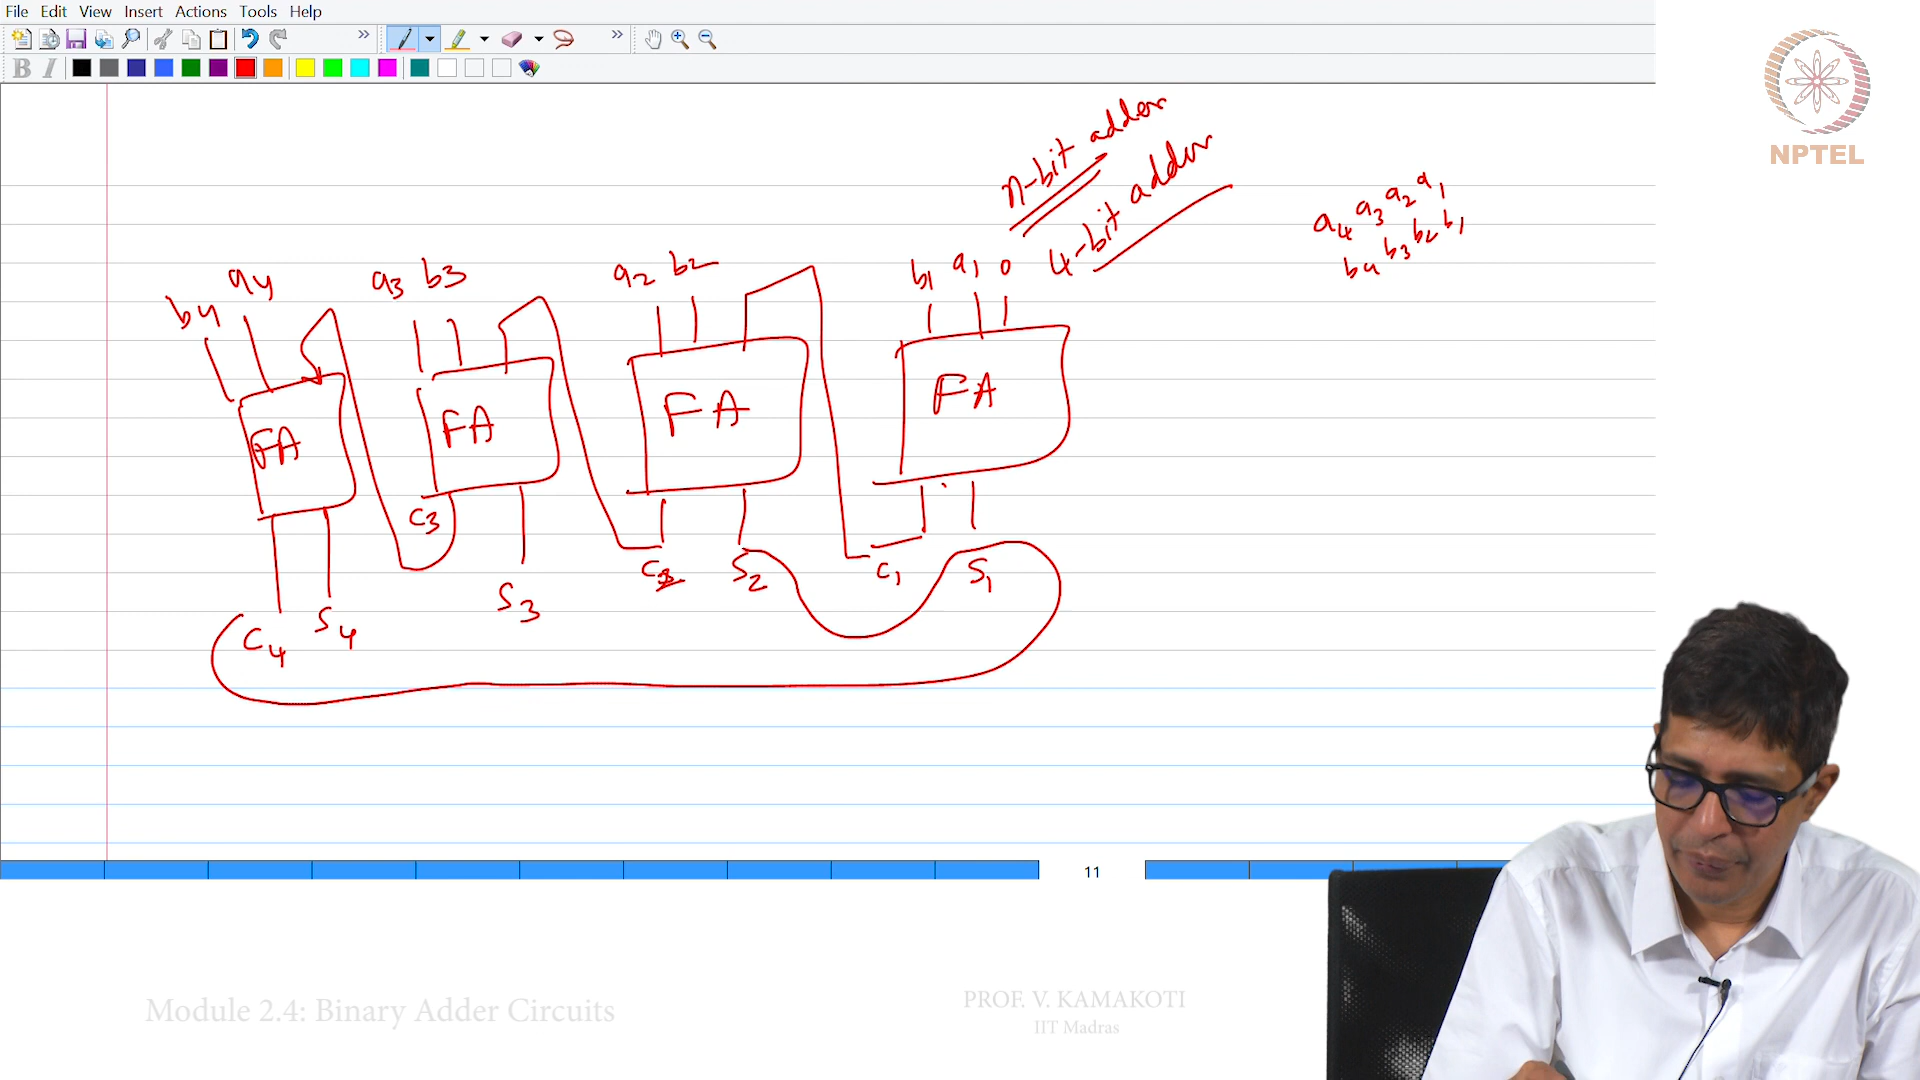 File Edit View Insert Actions Tools Help
B I
NPTEL
n-bit adder
4-bit adder
a4 a3 a2 a1
b4 b3 b2 b1
b4 a4 a3 b3 a2 b2 b1 a1 0
FA FA FA FA
C4 S4 C3 S3 C2 S2 C1 S1
11
Module 2.4: Binary Adder Circuits
PROF. V. KAMAKOTI
IIT Madras